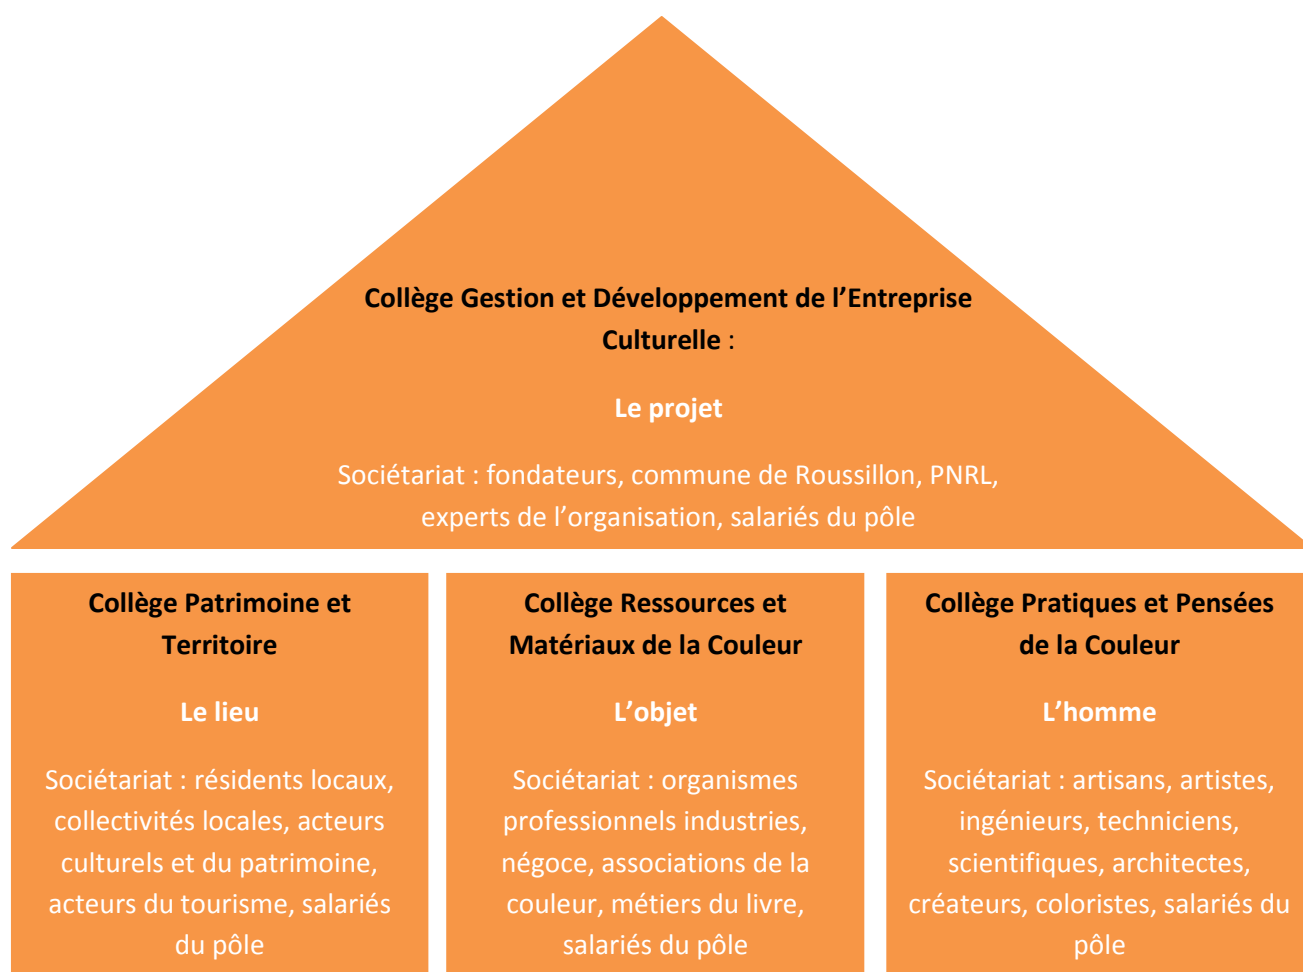 Collège Gestion et Développement de l’Entreprise
Culturelle :
Le projet
Sociétariat : fondateurs, commune de Roussillon, PNRL,
experts de l’organisation, salariés du pôle
Collège Patrimoine et
Territoire
Le lieu
Sociétariat : résidents locaux,
collectivités locales, acteurs
culturels et du patrimoine,
acteurs du tourisme, salariés
du pôle
Collège Ressources et
Matériaux de la Couleur
L’objet
Sociétariat : organismes
professionnels industries,
négoce, associations de la
couleur, métiers du livre,
salariés du pôle
Collège Pratiques et Pensées
de la Couleur
L’homme
Sociétariat : artisans, artistes,
ingénieurs, techniciens,
scientifiques, architectes,
créateurs, coloristes, salariés du
pôle